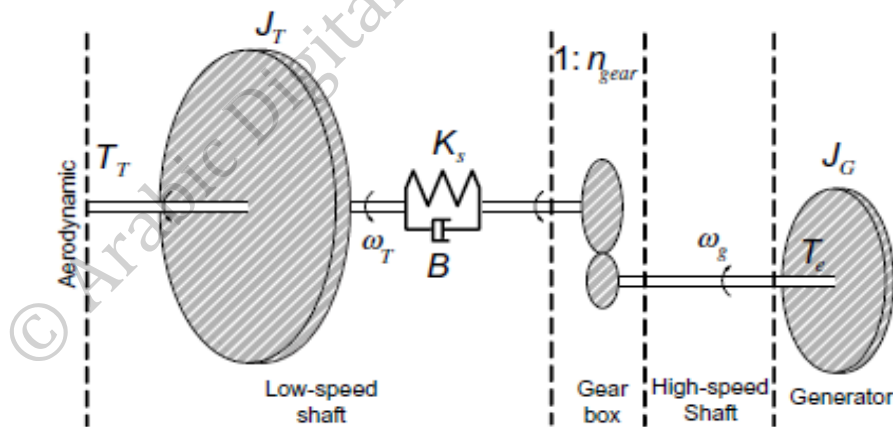 J_T
1: n_gear
T_T
K_s
J_G
Aerodynamic
ω_T
B
ω_g
T_e
Low-speed
shaft
Gear
box
High-speed
Shaft
Generator
© Arabic Digital